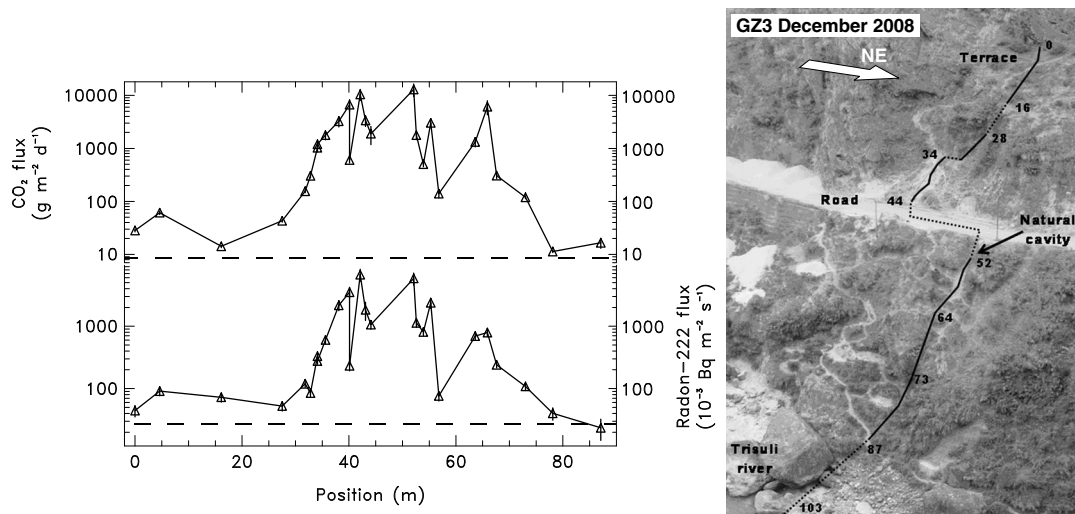 GZ3 December 2008
NE
Terrace
0
16
28
34
44
Road
Natural
cavity
52
64
73
87
Trisuli
river
103
10000
1000
100
10
1000
100
CO2 flux
(g m−2 d−1)
10000
1000
100
10
1000
100
Radon−222 flux
(10−3 Bq m−2 s−1)
0 20 40 60 80
Position (m)